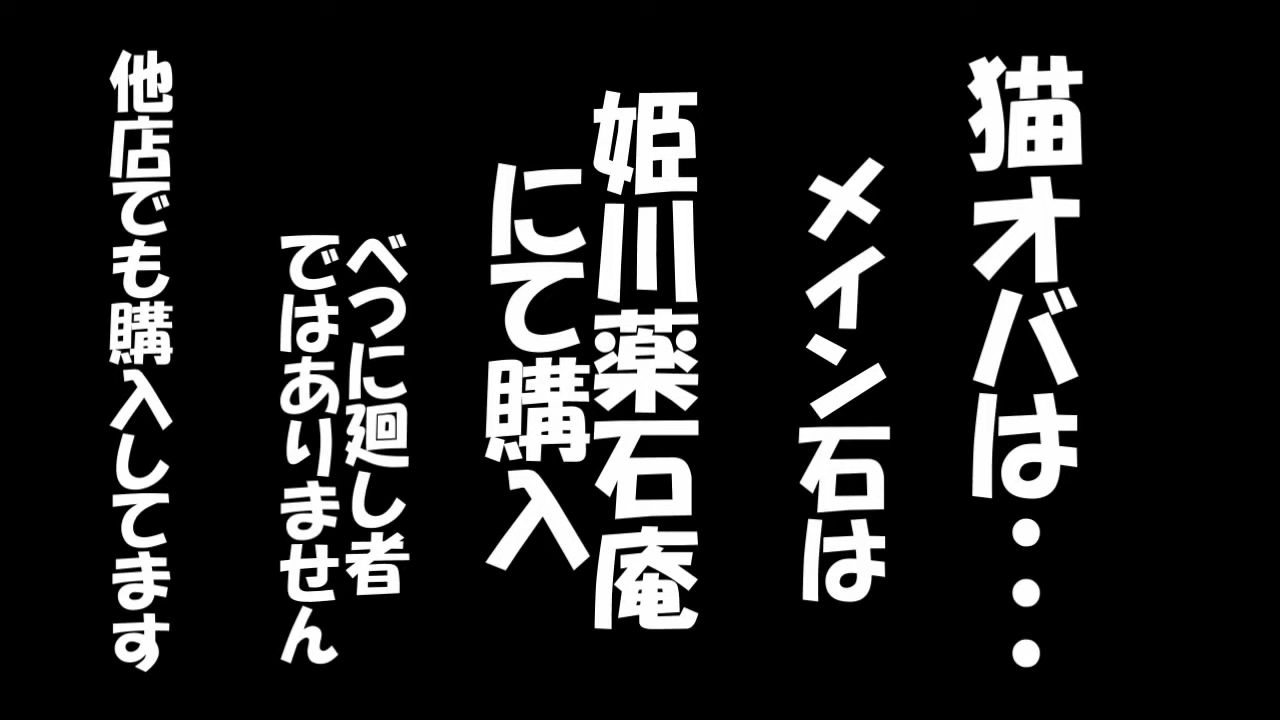 猫オバは・・・
メイン石は
姫川薬石庵
にて購入
べつに廻し者
ではありません
他店でも購入してます